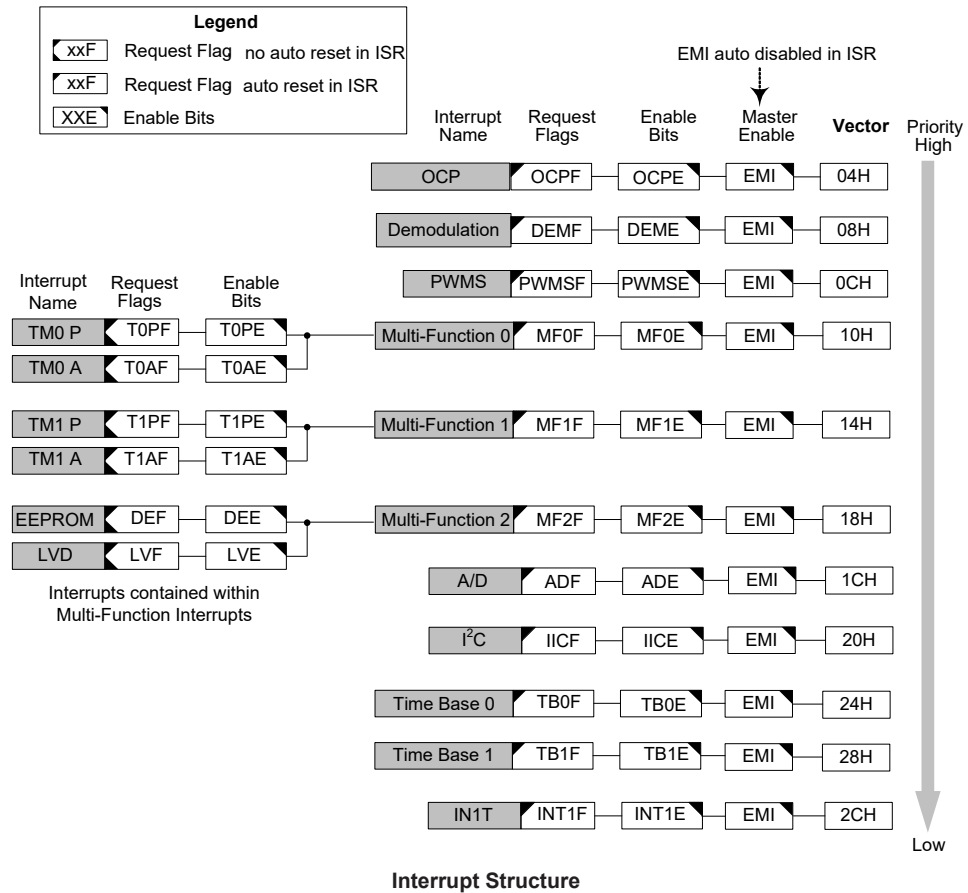 Legend
xxF Request Flag no auto reset in ISR
xxF Request Flag auto reset in ISR
XXE Enable Bits
EMI auto disabled in ISR
Interrupt Name Request Flags Enable Bits Master Enable Vector Priority High
OCP OCPF OCPE EMI 04H
Demodulation DEMF DEME EMI 08H
PWMS PWMSF PWMSE EMI 0CH
Interrupt Name Request Flags Enable Bits
TM0 P T0PF T0PE Multi-Function 0 MF0F MF0E EMI 10H
TM0 A T0AF T0AE
TM1 P T1PF T1PE Multi-Function 1 MF1F MF1E EMI 14H
TM1 A T1AF T1AE
EEPROM DEF DEE Multi-Function 2 MF2F MF2E EMI 18H
LVD LVF LVE
Interrupts contained within
Multi-Function Interrupts
A/D ADF ADE EMI 1CH
I²C IICF IICE EMI 20H
Time Base 0 TB0F TB0E EMI 24H
Time Base 1 TB1F TB1E EMI 28H
IN1T INT1F INT1E EMI 2CH
Low
Interrupt Structure